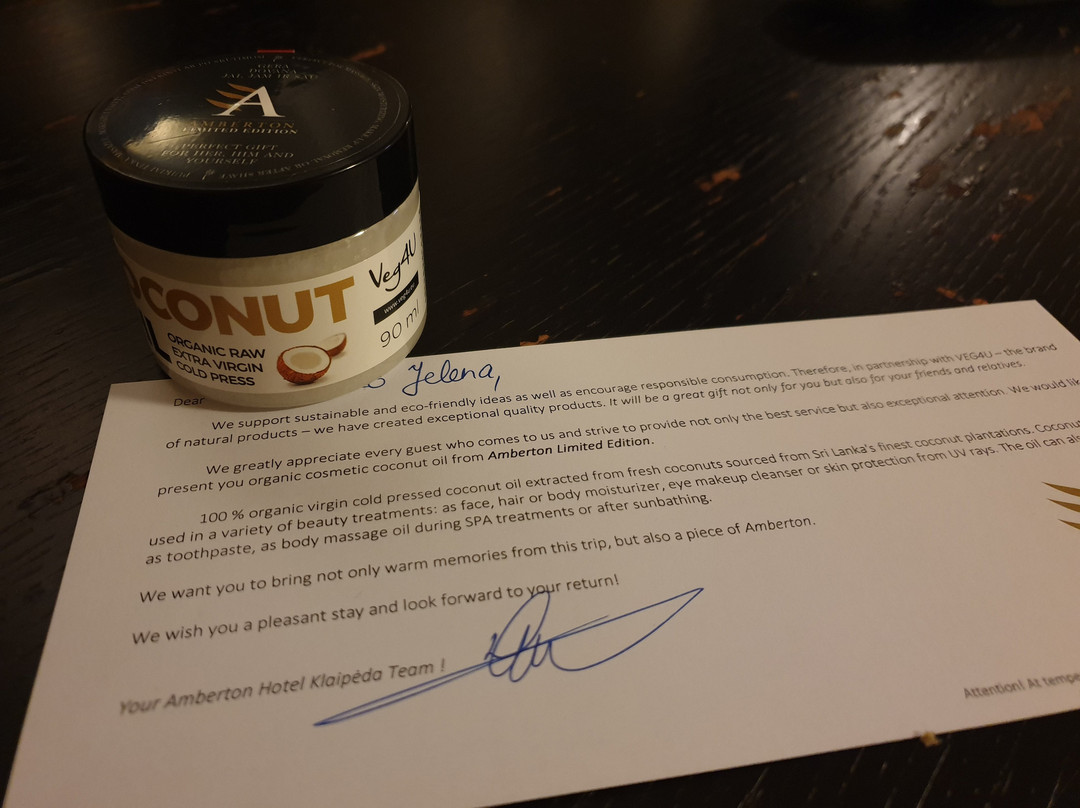 A
AMBERTON
LIMITED EDITION
PERFECT GIFT
FOR HER, HIM AND
YOURSELF
CONUT
Veg4U
ORGANIC RAW
EXTRA VIRGIN
COLD PRESS
90 ml
Dear Jelena,
We support sustainable and eco-friendly ideas as well as encourage responsible consumption. Therefore, in partnership with VEG4U – the brand
of natural products – we have created exceptional quality products. It will be a great gift not only for you but also for your friends and relatives.
We greatly appreciate every guest who comes to us and strive to provide not only the best service but also exceptional attention. We would like
present you organic cosmetic coconut oil from Amberton Limited Edition.
100 % organic virgin cold pressed coconut oil extracted from fresh coconuts sourced from Sri Lanka's finest coconut plantations. Coconut
used in a variety of beauty treatments: as face, hair or body moisturizer, eye makeup cleanser or skin protection from UV rays. The oil can
as toothpaste, as body massage oil during SPA treatments or after sunbathing.
We want you to bring not only warm memories from this trip, but also a piece of Amberton.
We wish you a pleasant stay and look forward to your return!
Your Amberton Hotel Klaipėda Team !
Attention! At